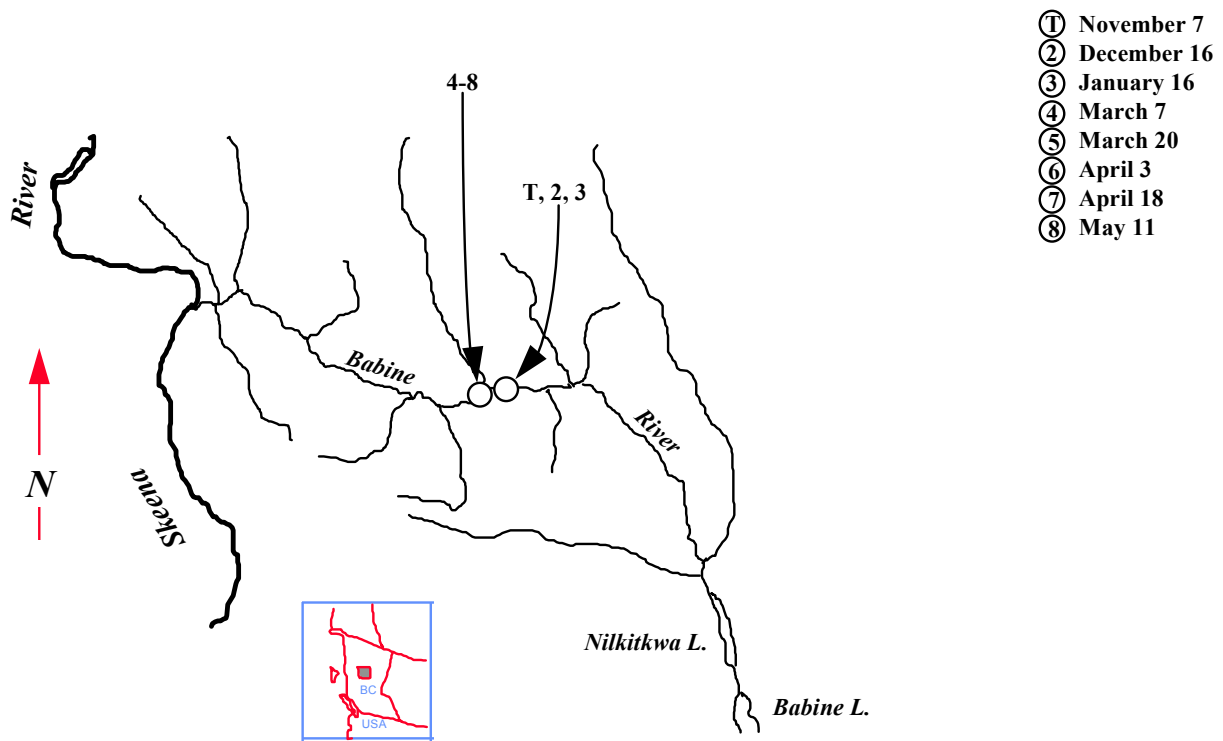 T November 7
2 December 16
3 January 16
4 March 7
5 March 20
6 April 3
7 April 18
8 May 11
4-8
T, 2, 3
River
Babine
River
N
Skeena
Nilkitkwa L.
Babine L.
BC
USA